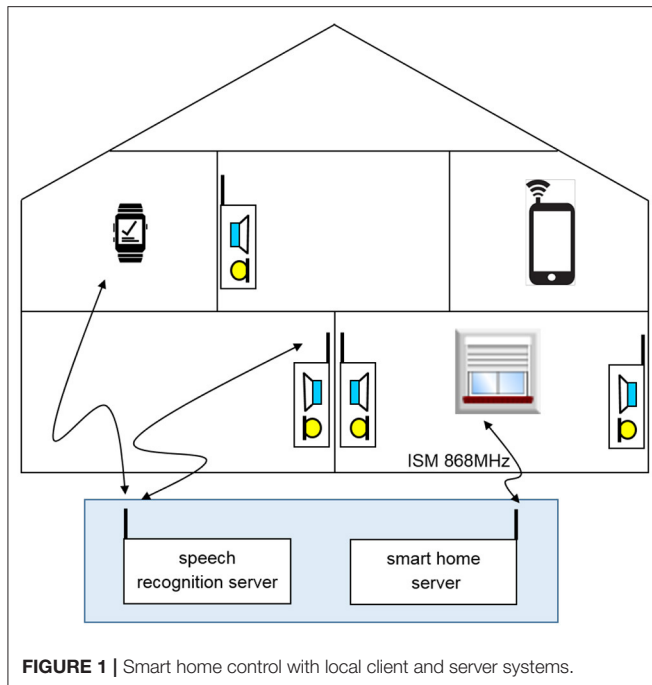 ISM 868MHz
speech
recognition server
smart home
server
FIGURE 1 | Smart home control with local client and server systems.